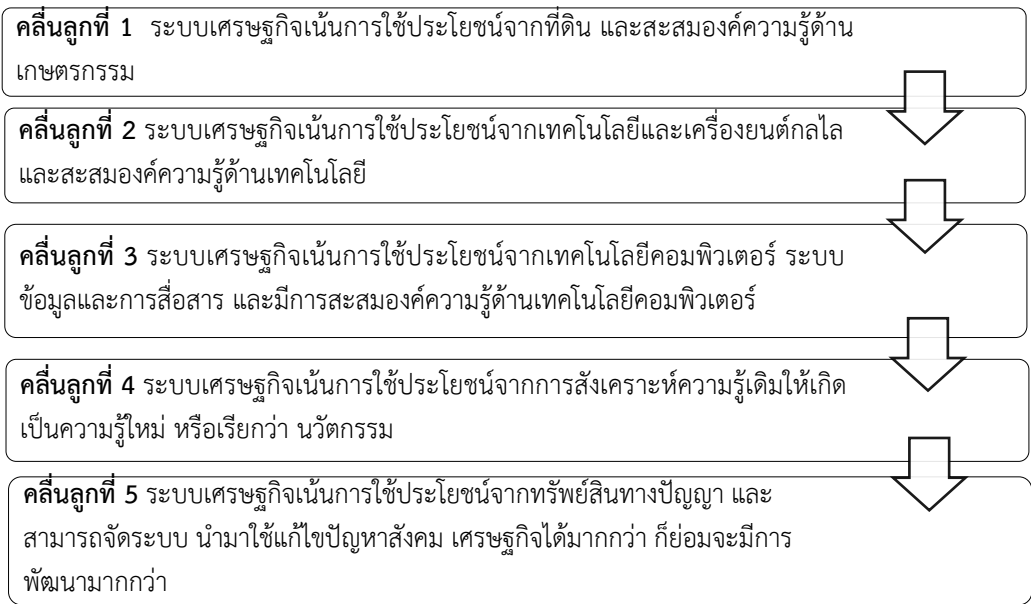 คลื่นลูกที่ 1 ระบบเศรษฐกิจเน้นการใช้ประโยชน์จากที่ดิน และสะสมองค์ความรู้ด้าน
เกษตรกรรม
คลื่นลูกที่ 2 ระบบเศรษฐกิจเน้นการใช้ประโยชน์จากเทคโนโลยีและเครื่องยนต์กลไล
และสะสมองค์ความรู้ด้านเทคโนโลยี
คลื่นลูกที่ 3 ระบบเศรษฐกิจเน้นการใช้ประโยชน์จากเทคโนโลยีคอมพิวเตอร์ ระบบ
ข้อมูลและการสื่อสาร และมีการสะสมองค์ความรู้ด้านเทคโนโลยีคอมพิวเตอร์
คลื่นลูกที่ 4 ระบบเศรษฐกิจเน้นการใช้ประโยชน์จากการสังเคราะห์ความรู้เดิมให้เกิด
เป็นความรู้ใหม่ หรือเรียกว่า นวัตกรรม
คลื่นลูกที่ 5 ระบบเศรษฐกิจเน้นการใช้ประโยชน์จากทรัพย์สินทางปัญญา และ
สามารถจัดระบบ นำมาใช้แก้ไขปัญหาสังคม เศรษฐกิจได้มากกว่า ก็ย่อมจะมีการ
พัฒนามากกว่า